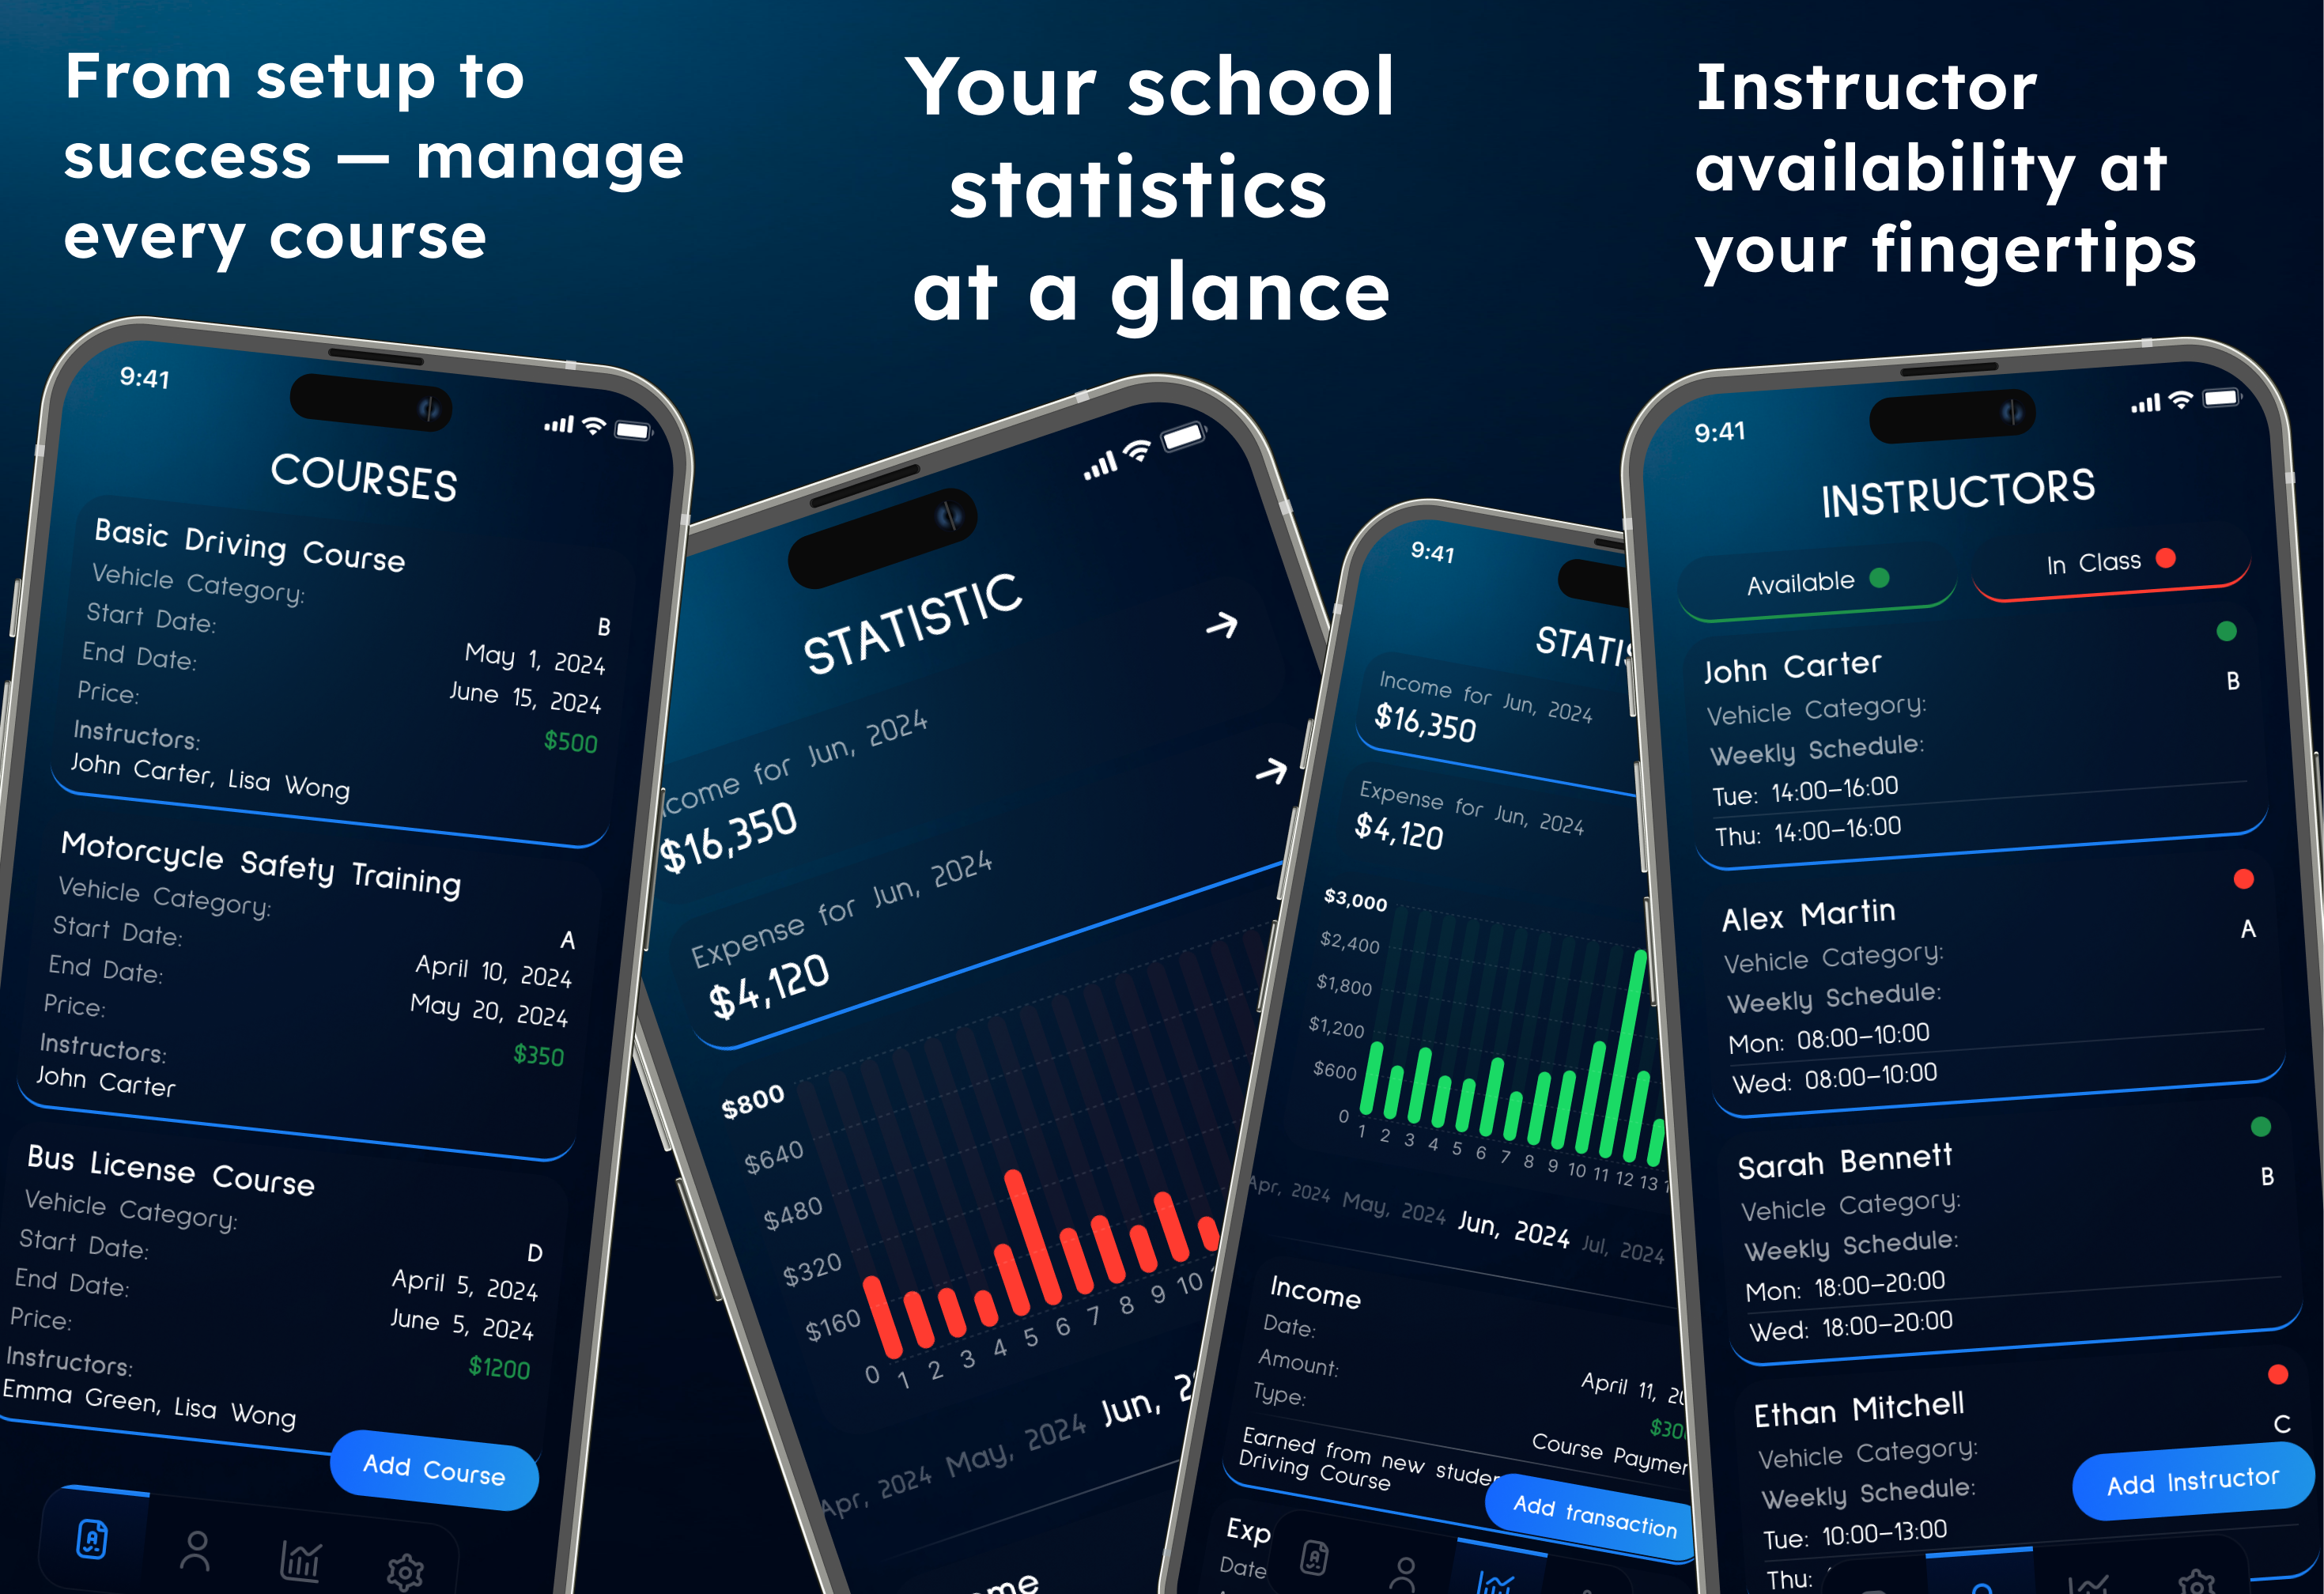 From setup to
success — manage
every course
Your school
statistics
at a glance
Instructor
availability at
your fingertips
9:41
COURSES
Basic Driving Course
Vehicle Category: B
Start Date: May 1, 2024
End Date: June 15, 2024
Price: $500
Instructors:
John Carter, Lisa Wong
Motorcycle Safety Training
Vehicle Category: A
Start Date: April 10, 2024
End Date: May 20, 2024
Price: $350
Instructors:
John Carter
Bus License Course
Vehicle Category: D
Start Date: April 5, 2024
End Date: June 5, 2024
Price: $1200
Instructors:
Emma Green, Lisa Wong
Add Course
STATISTIC
come for Jun, 2024
$16,350
Expense for Jun, 2024
$4,120
$800
$640
$480
$320
$160
0 1 2 3 4 5 6 7 8 9 10
Apr, 2024 May, 2024 Jun, 2
me
9:41
STATIS
Income for Jun, 2024
$16,350
Expense for Jun, 2024
$4,120
$3,000
$2,400
$1,800
$1,200
$600
0
1 2 3 4 5 6 7 8 9 10 11 12 13 1
Apr, 2024 May, 2024 Jun, 2024 Jul, 2024
Income
Date: April 11, 20
Amount: $30
Type: Course Paymen
Earned from new studen
Driving Course
Add transaction
Exp
Date
9:41
INSTRUCTORS
Available
In Class
John Carter
Vehicle Category: B
Weekly Schedule:
Tue: 14:00–16:00
Thu: 14:00–16:00
Alex Martin
Vehicle Category: A
Weekly Schedule:
Mon: 08:00–10:00
Wed: 08:00–10:00
Sarah Bennett
Vehicle Category: B
Weekly Schedule:
Mon: 18:00–20:00
Wed: 18:00–20:00
Ethan Mitchell
Vehicle Category: C
Weekly Schedule:
Tue: 10:00–13:00
Thu:
Add Instructor